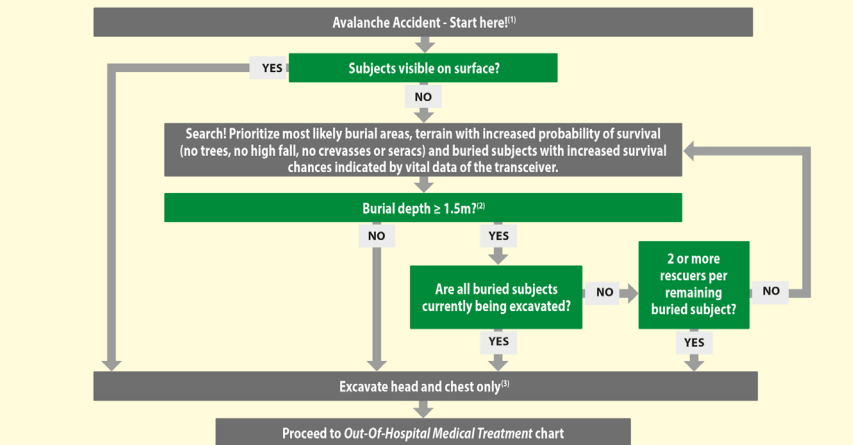 Avalanche Accident - Start here!(1)
YES
Subjects visible on surface?
NO
Search! Prioritize most likely burial areas, terrain with increased probability of survival
(no trees, no high fall, no crevasses or seracs) and buried subjects with increased survival
chances indicated by vital data of the transceiver.
Burial depth ≥ 1.5m?(2)
NO
YES
Are all buried subjects
currently being excavated?
NO
2 or more
rescuers per
remaining
buried subject?
NO
YES
YES
Excavate head and chest only(3)
Proceed to Out-Of-Hospital Medical Treatment chart